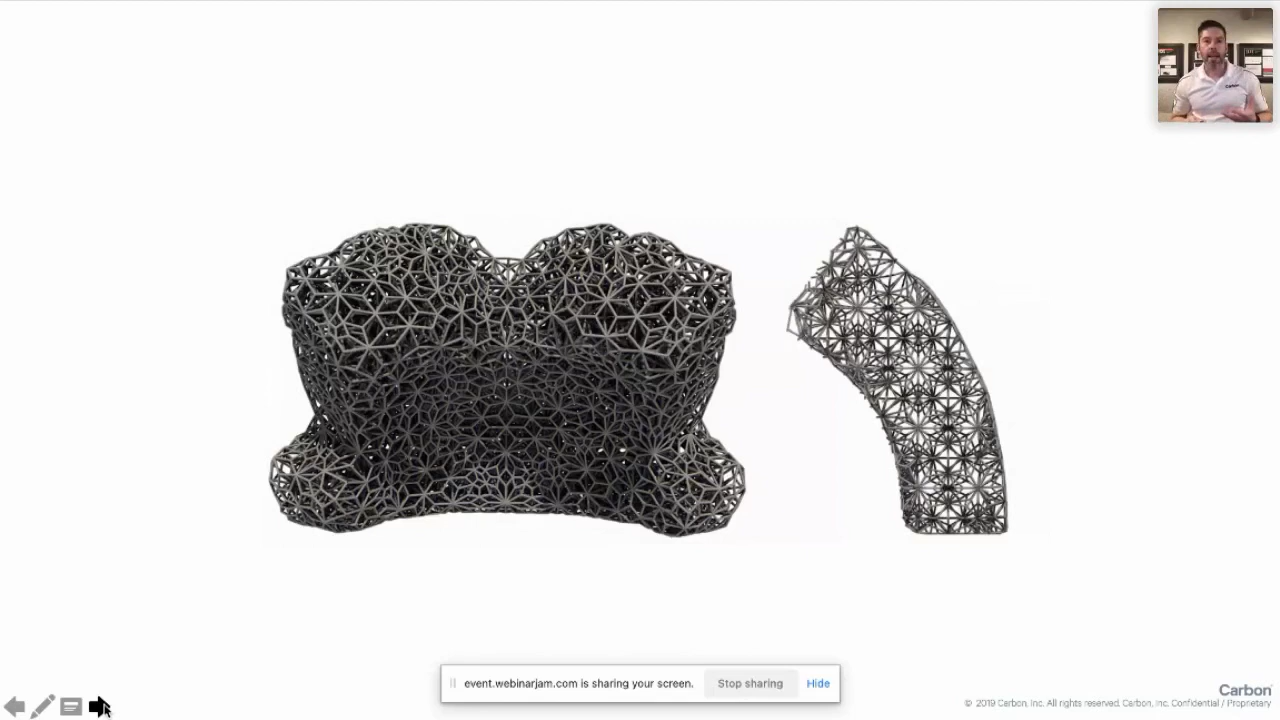 Carbon
event.webinarjam.com is sharing your screen.
Stop sharing
Hide
Carbon
© 2019 Carbon, Inc. All rights reserved. Carbon, Inc. Confidential / Proprietary